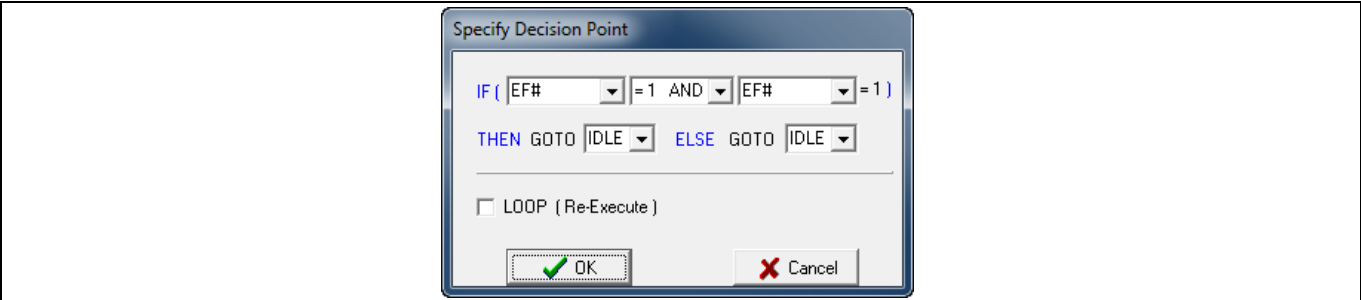 Specify Decision Point
IF ( EF# = 1 AND EF# = 1 )
THEN GOTO IDLE ELSE GOTO IDLE
LOOP ( Re-Execute )
OK Cancel